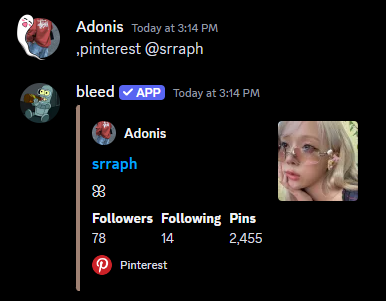 Adonis Today at 3:14 PM
,pinterest @srraph
bleed APP Today at 3:14 PM
Adonis
srraph
ꕤ
Followers Following Pins
78 14 2,455
Pinterest